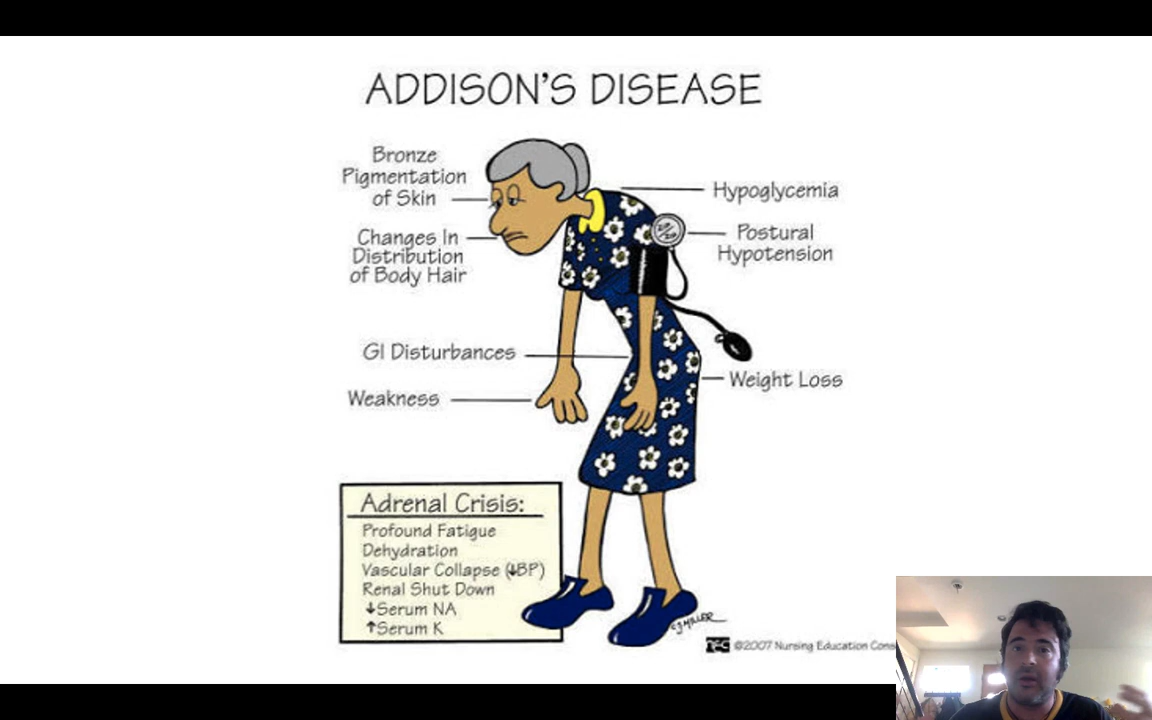 ADDISON'S DISEASE
Bronze
Pigmentation
of Skin
Changes In
Distribution
of Body Hair
GI Disturbances
Weakness
Hypoglycemia
Postural
Hypotension
Weight Loss
Adrenal Crisis:
Profound Fatigue
Dehydration
Vascular Collapse (↓BP)
Renal Shut Down
↓Serum NA
↑Serum K
CJMILLER
©2007 Nursing Education